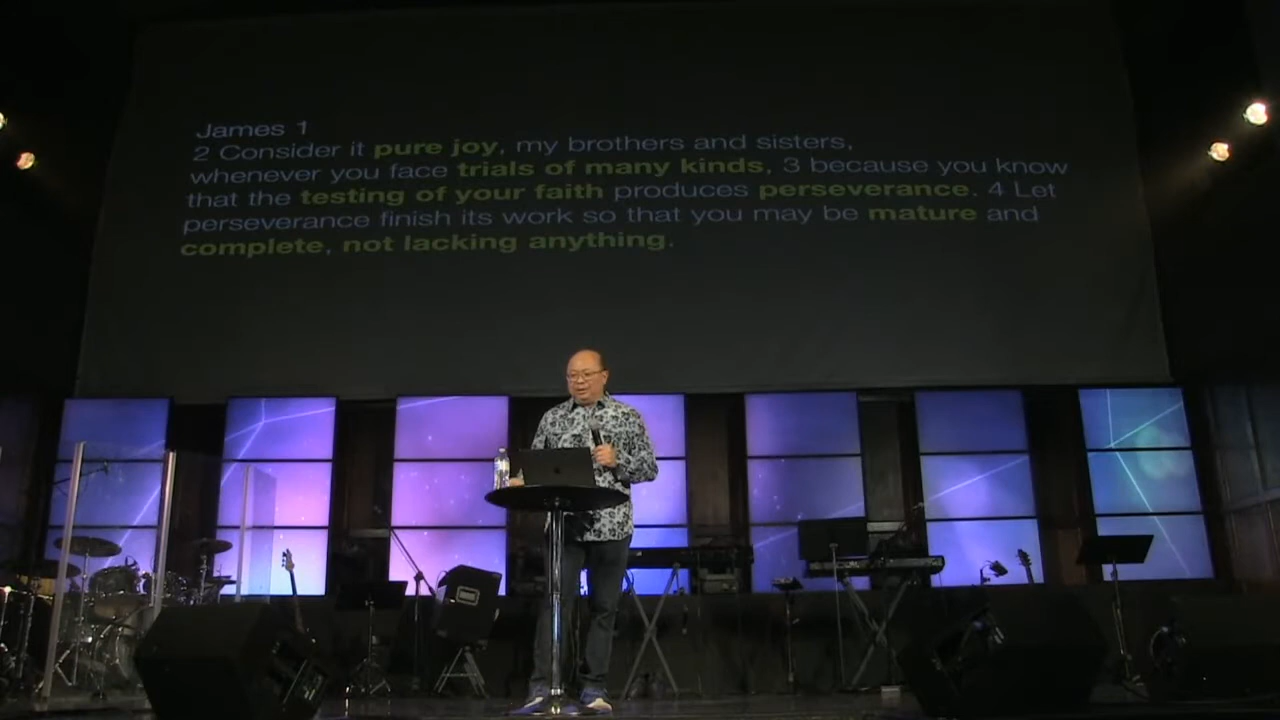 James 1
2 Consider it pure joy, my brothers and sisters,
whenever you face trials of many kinds, 3 because you know
that the testing of your faith produces perseverance. 4 Let
perseverance finish its work so that you may be mature and
complete, not lacking anything.